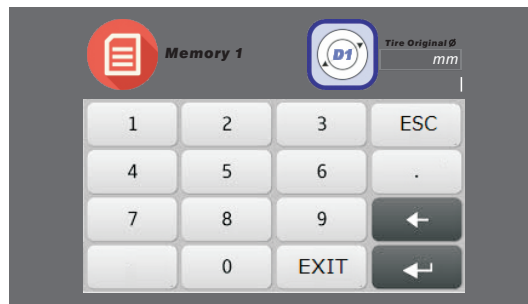 Memory 1
D1
Tire Original Ø
mm
1 2 3 ESC
4 5 6 .
7 8 9 ←
0 EXIT ↵